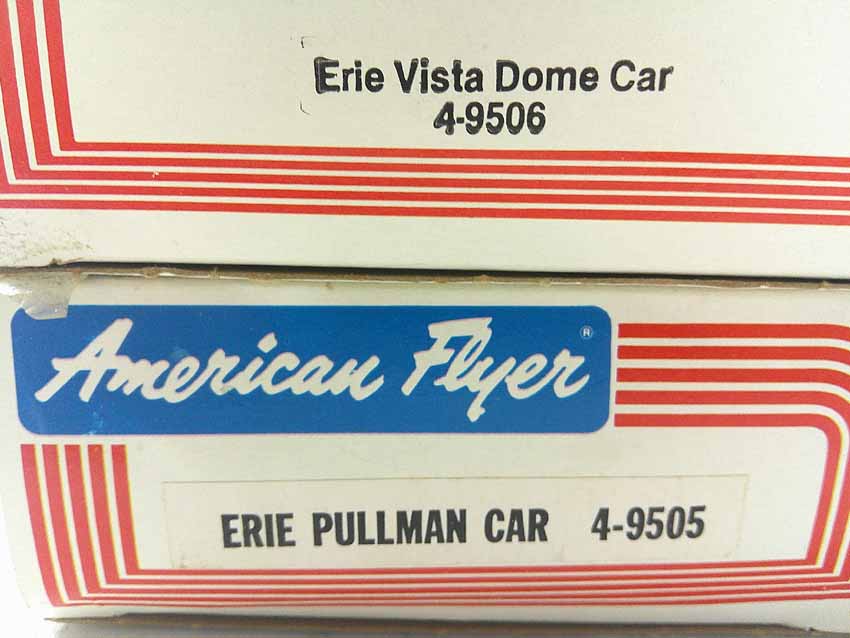 Erie Vista Dome Car
4-9506
American Flyer ®
ERIE PULLMAN CAR 4-9505